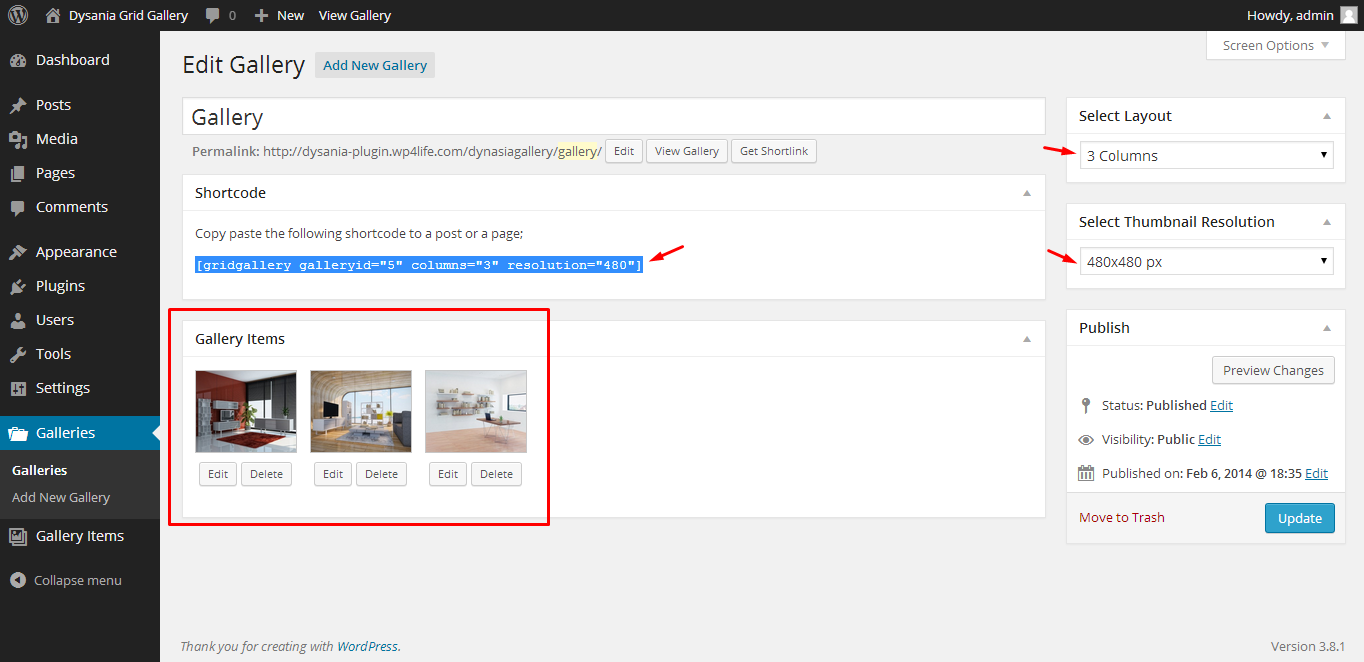 Dysania Grid Gallery 0 New View Gallery Howdy, admin
Dashboard
Posts
Media
Pages
Comments
Appearance
Plugins
Users
Tools
Settings
Galleries
Galleries
Add New Gallery
Gallery Items
Collapse menu
Screen Options
Edit Gallery Add New Gallery
Gallery
Permalink: http://dysania-plugin.wp4life.com/dynasiagallery/gallery/ Edit View Gallery Get Shortlink
Shortcode
Copy paste the following shortcode to a post or a page;
[gridgallery galleryid="5" columns="3" resolution="480"]
Gallery Items
Edit Delete Edit Delete Edit Delete
Select Layout
3 Columns
Select Thumbnail Resolution
480x480 px
Publish
Preview Changes
Status: Published Edit
Visibility: Public Edit
Published on: Feb 6, 2014 @ 18:35 Edit
Move to Trash Update
Thank you for creating with WordPress. Version 3.8.1